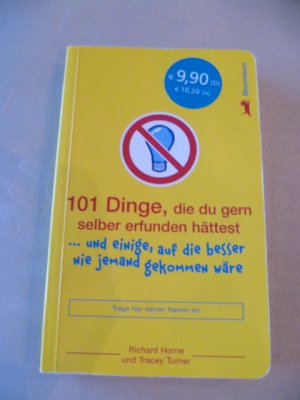 € 9,90 [D]
€ 10,20 [A]
Bloomsbury
101 Dinge, die du gern
selber erfunden hättest
... und einige, auf die besser
nie jemand gekommen wäre
Trage hier deinen Namen ein
Richard Horne
und Tracey Turner